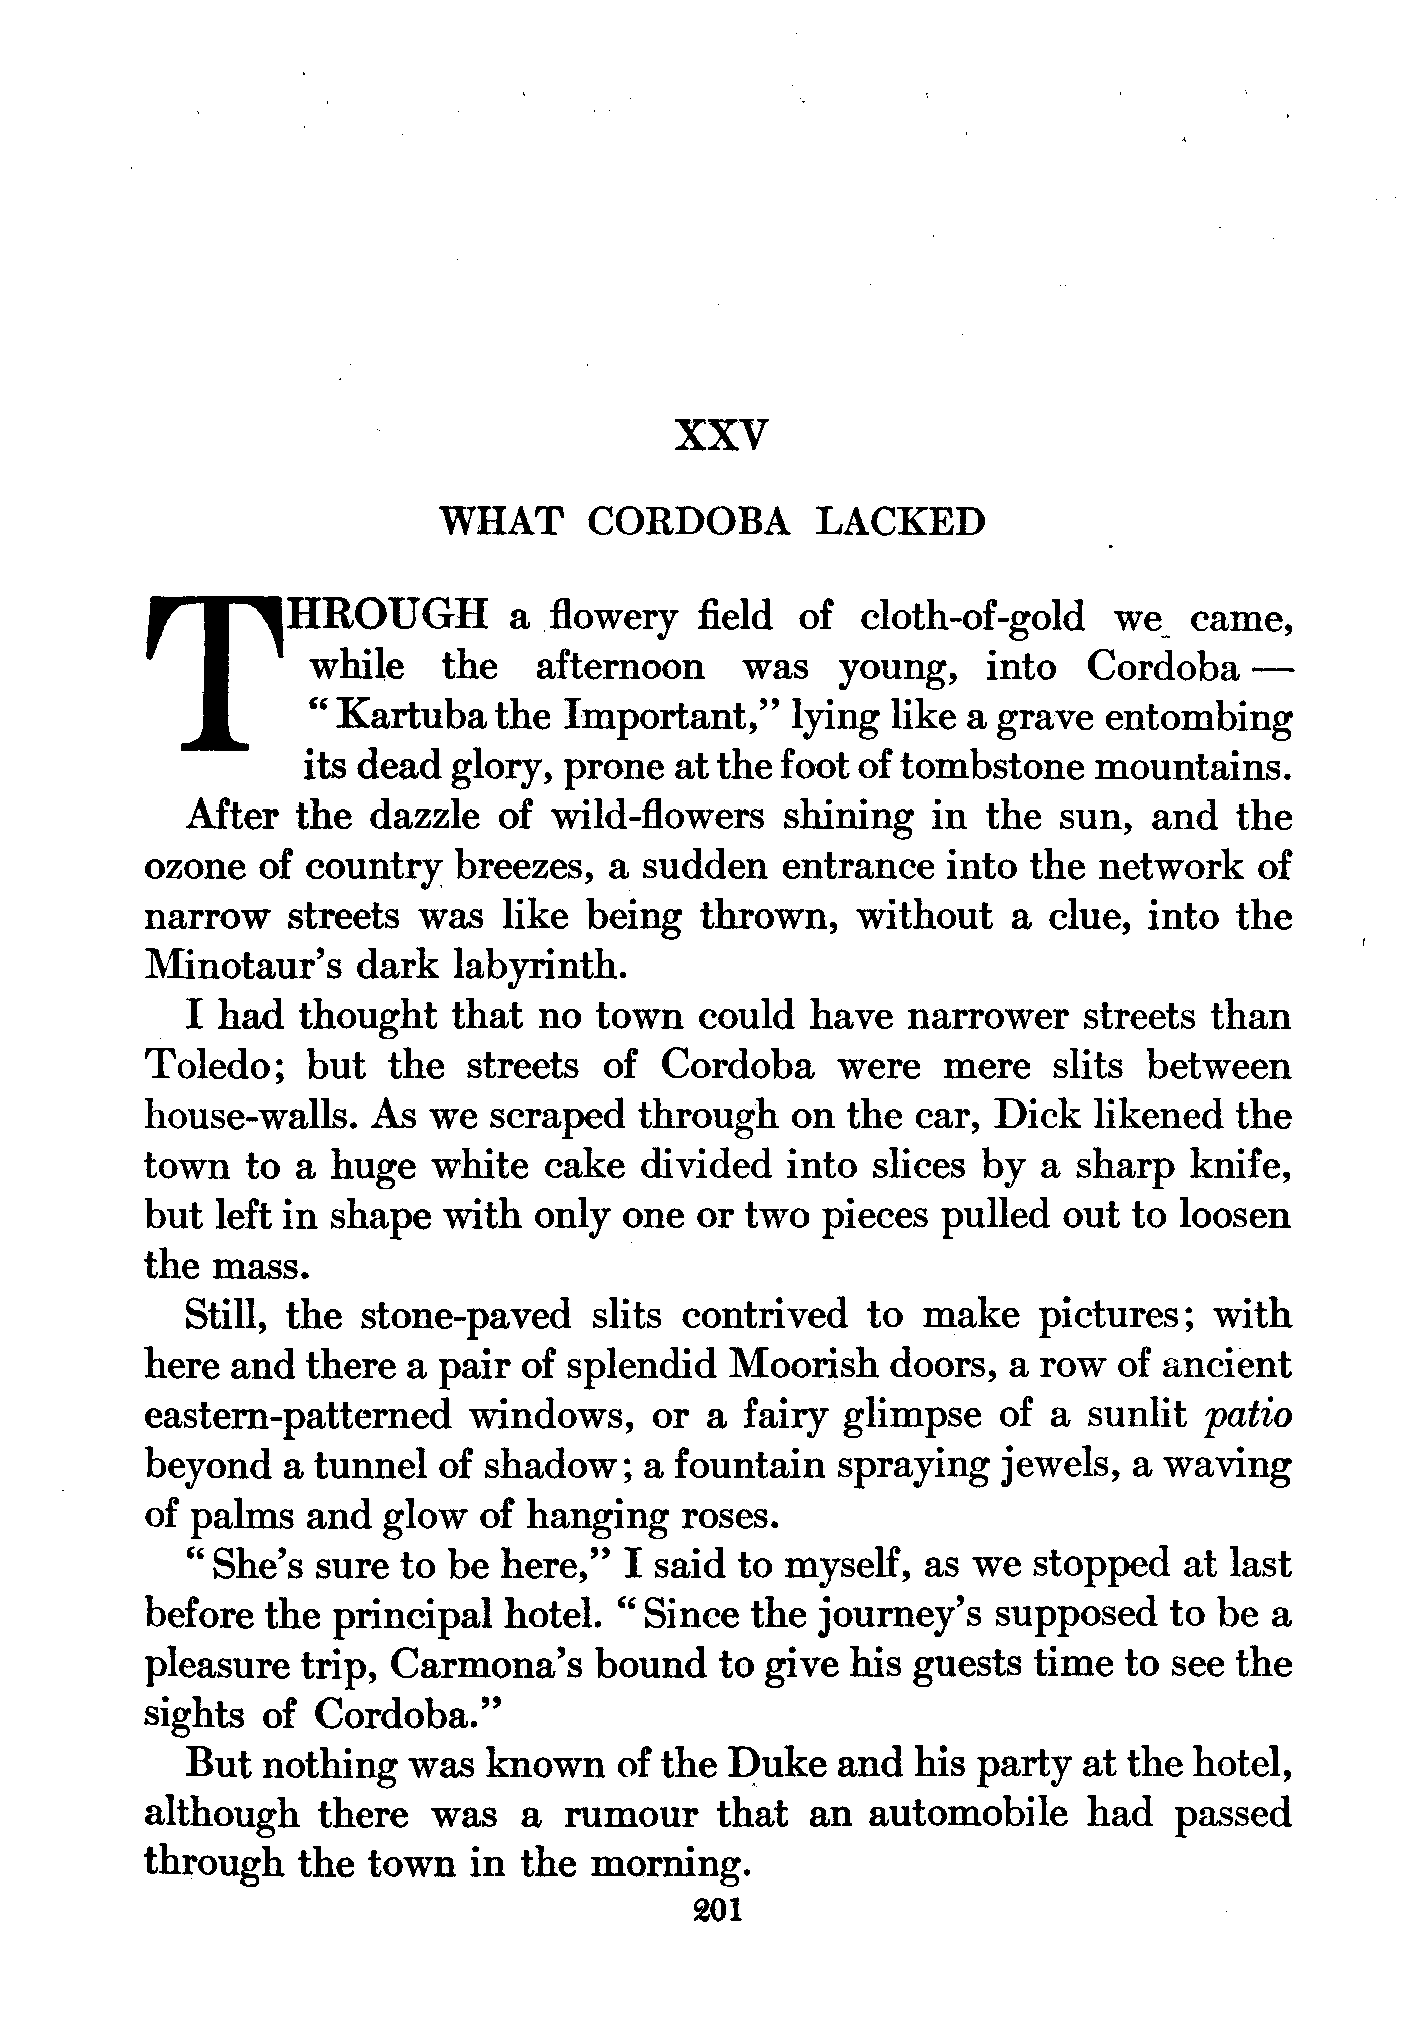 XXV
WHAT CORDOBA LACKED
THROUGH a flowery field of cloth-of-gold we came,
while the afternoon was young, into Cordoba —
"Kartuba the Important," lying like a grave entombing
its dead glory, prone at the foot of tombstone mountains.
After the dazzle of wild-flowers shining in the sun, and the
ozone of country breezes, a sudden entrance into the network of
narrow streets was like being thrown, without a clue, into the
Minotaur's dark labyrinth.
I had thought that no town could have narrower streets than
Toledo; but the streets of Cordoba were mere slits between
house-walls. As we scraped through on the car, Dick likened the
town to a huge white cake divided into slices by a sharp knife,
but left in shape with only one or two pieces pulled out to loosen
the mass.
Still, the stone-paved slits contrived to make pictures; with
here and there a pair of splendid Moorish doors, a row of ancient
eastern-patterned windows, or a fairy glimpse of a sunlit patio
beyond a tunnel of shadow; a fountain spraying jewels, a waving
of palms and glow of hanging roses.
"She's sure to be here," I said to myself, as we stopped at last
before the principal hotel. "Since the journey's supposed to be a
pleasure trip, Carmona's bound to give his guests time to see the
sights of Cordoba."
But nothing was known of the Duke and his party at the hotel,
although there was a rumour that an automobile had passed
through the town in the morning.
201